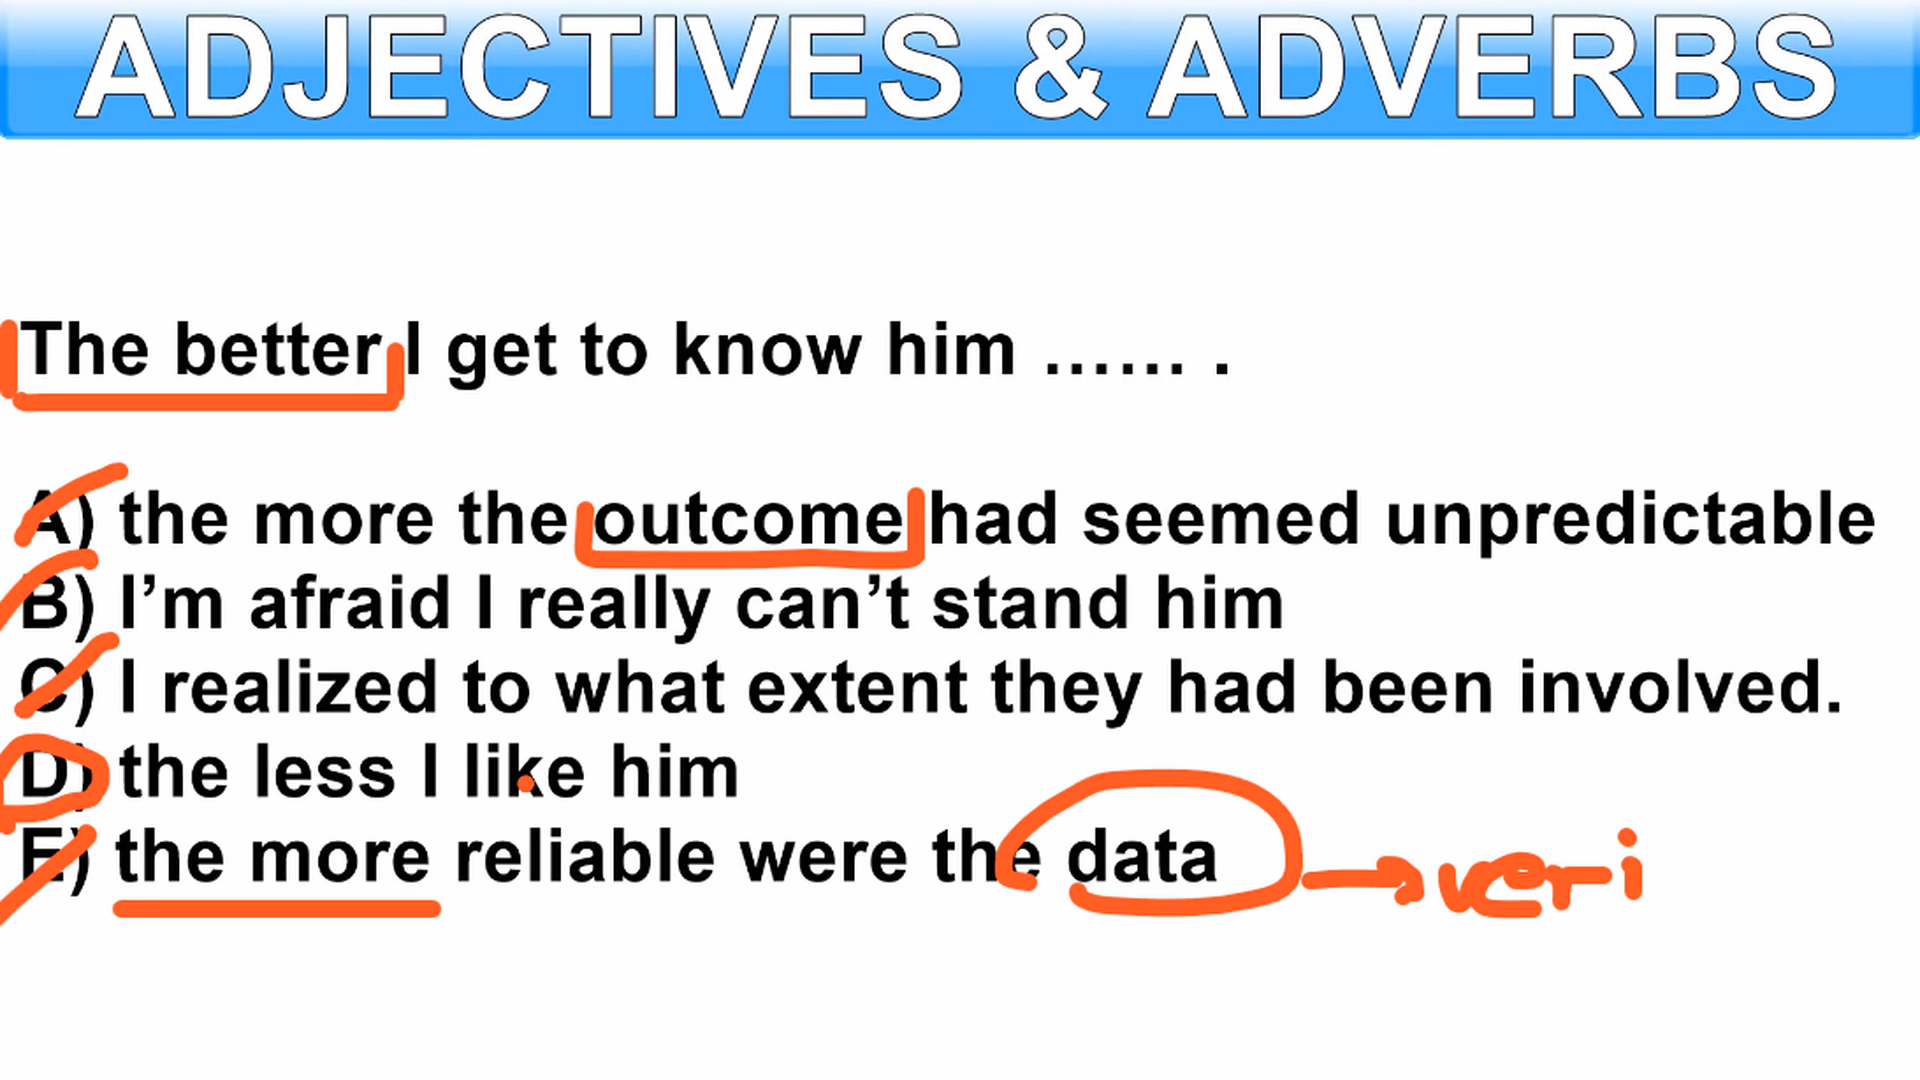 ADJECTIVES & ADVERBS
The better I get to know him …… .
A) the more the outcome had seemed unpredictable
B) I’m afraid I really can’t stand him
C) I realized to what extent they had been involved.
D) the less I like him
E) the more reliable were the data → veri